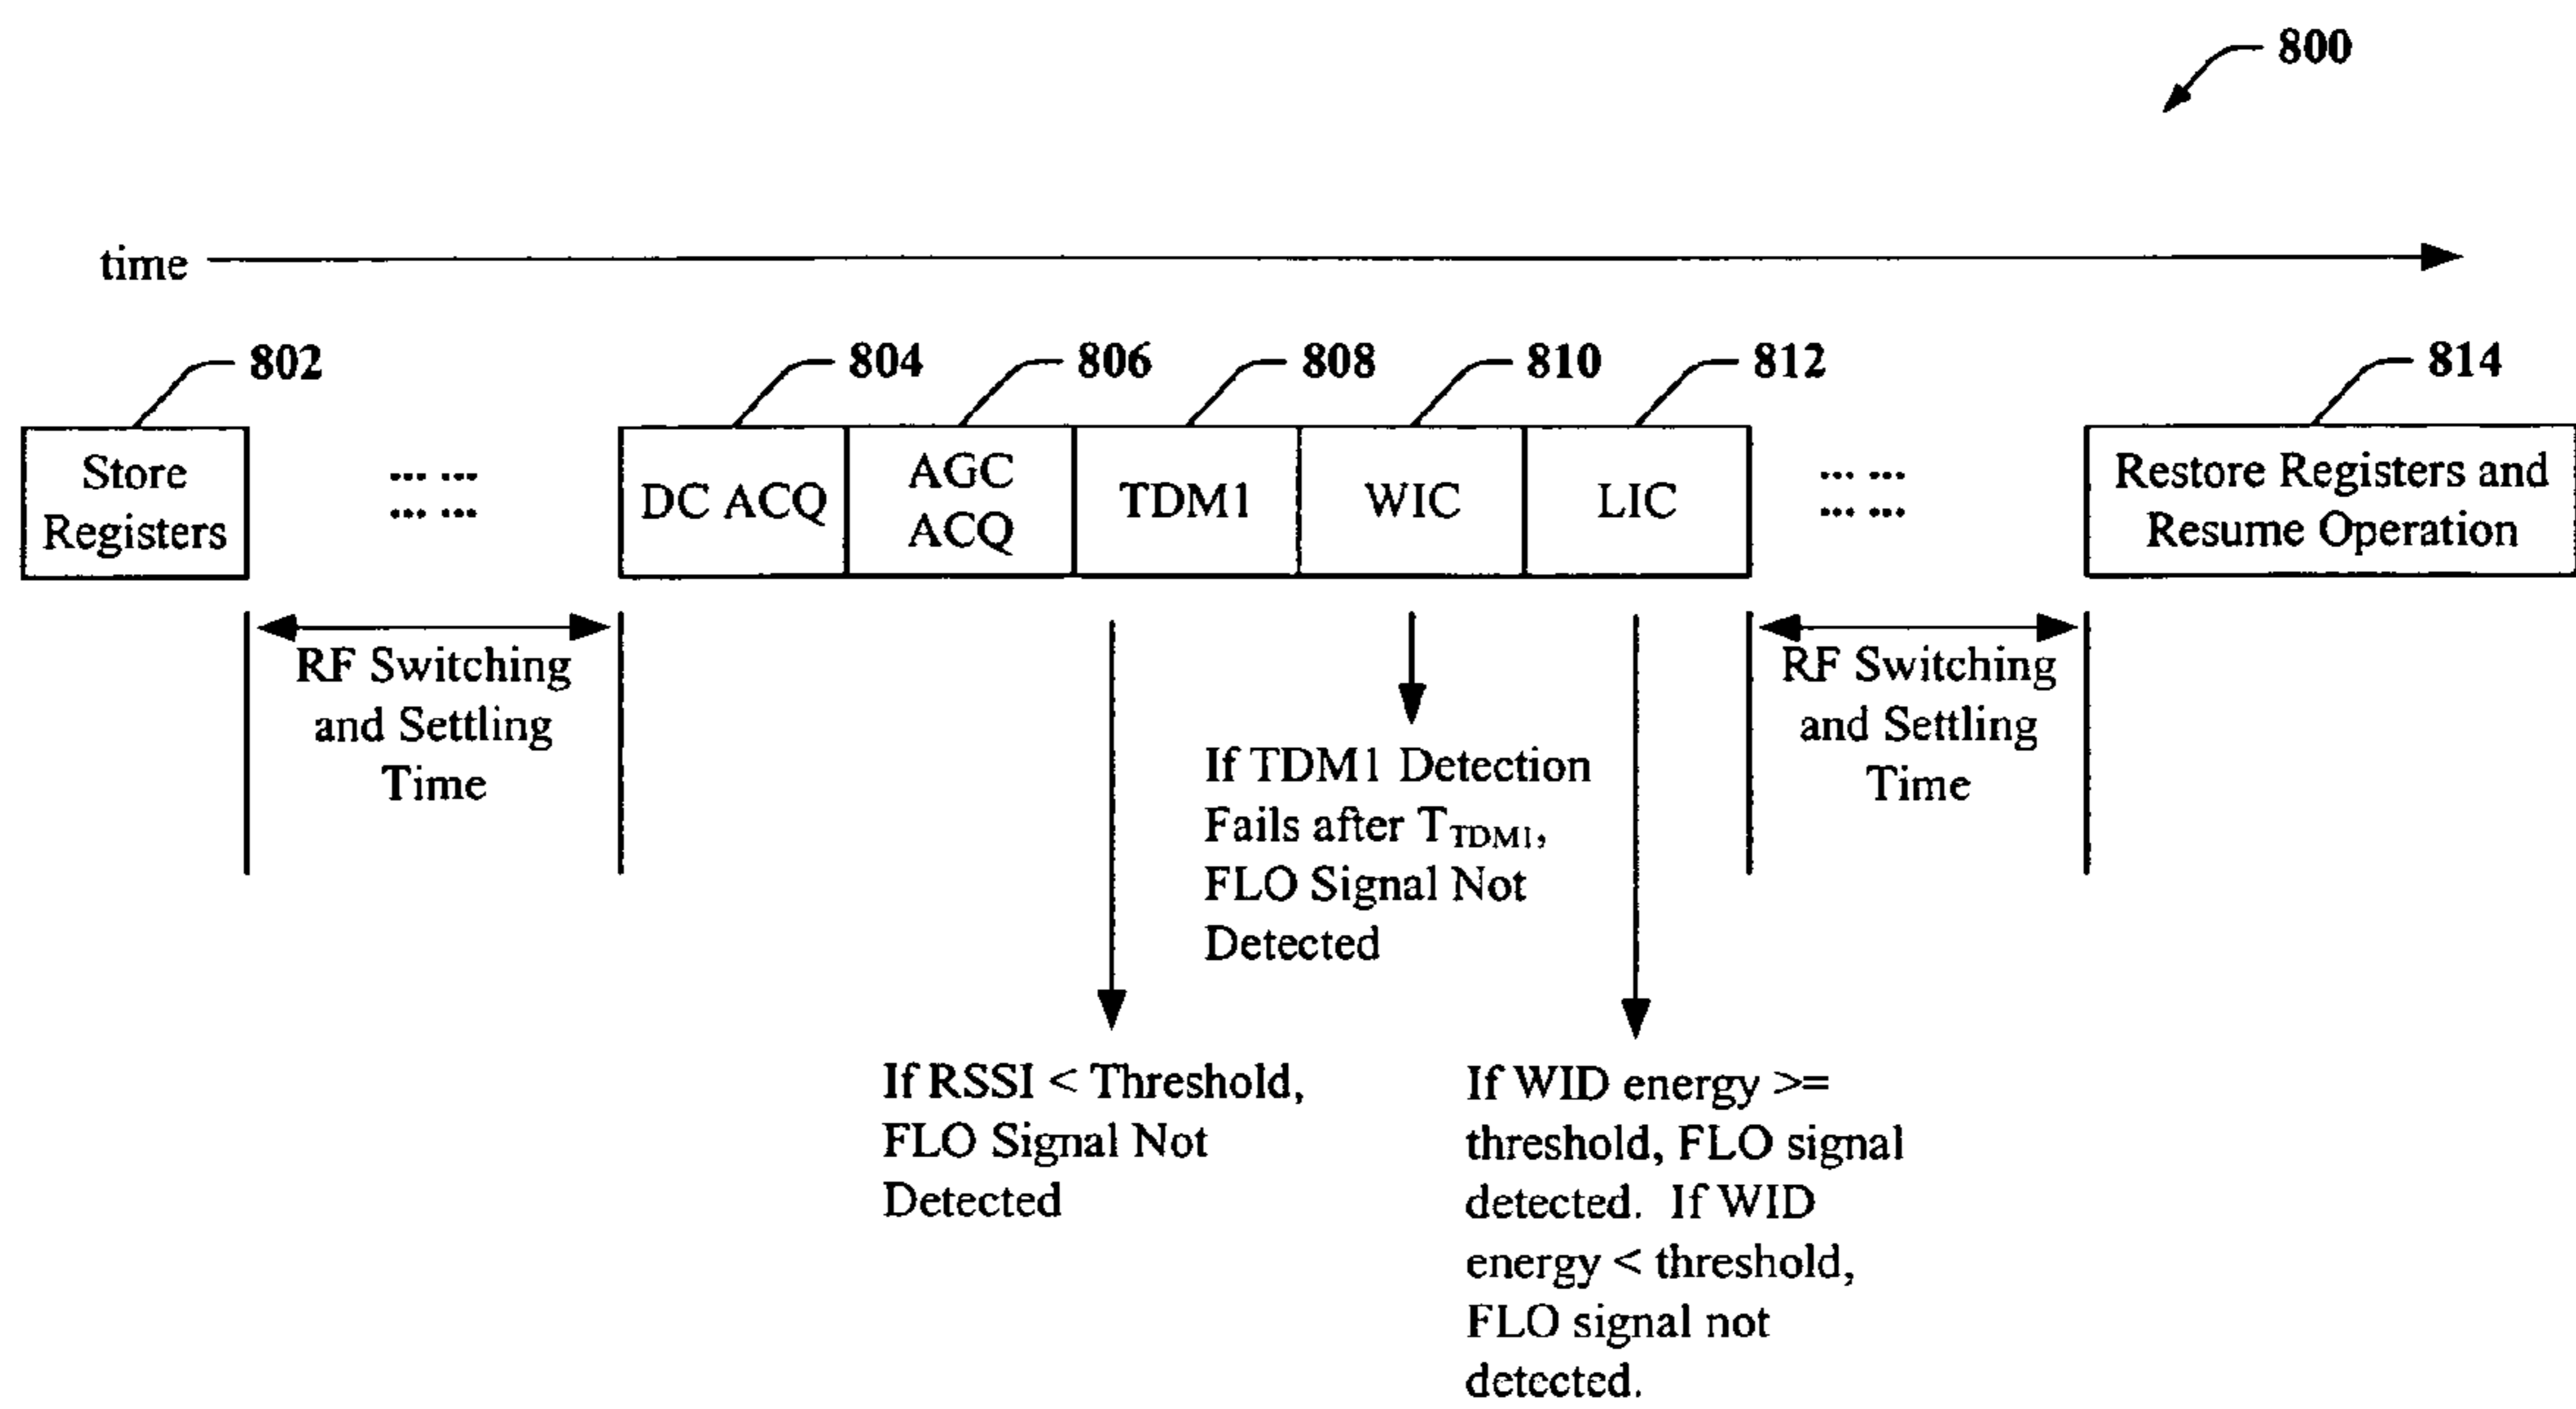 800
time
802
804
806
808
810
812
814
Store
Registers
... ...
... ...
DC ACQ
AGC
ACQ
TDM1
WIC
LIC
... ...
... ...
Restore Registers and
Resume Operation
RF Switching
and Settling
Time
RF Switching
and Settling
Time
If TDM1 Detection
Fails after TTDM1,
FLO Signal Not
Detected
If RSSI < Threshold,
FLO Signal Not
Detected
If WID energy >=
threshold, FLO signal
detected. If WID
energy < threshold,
FLO signal not
detected.